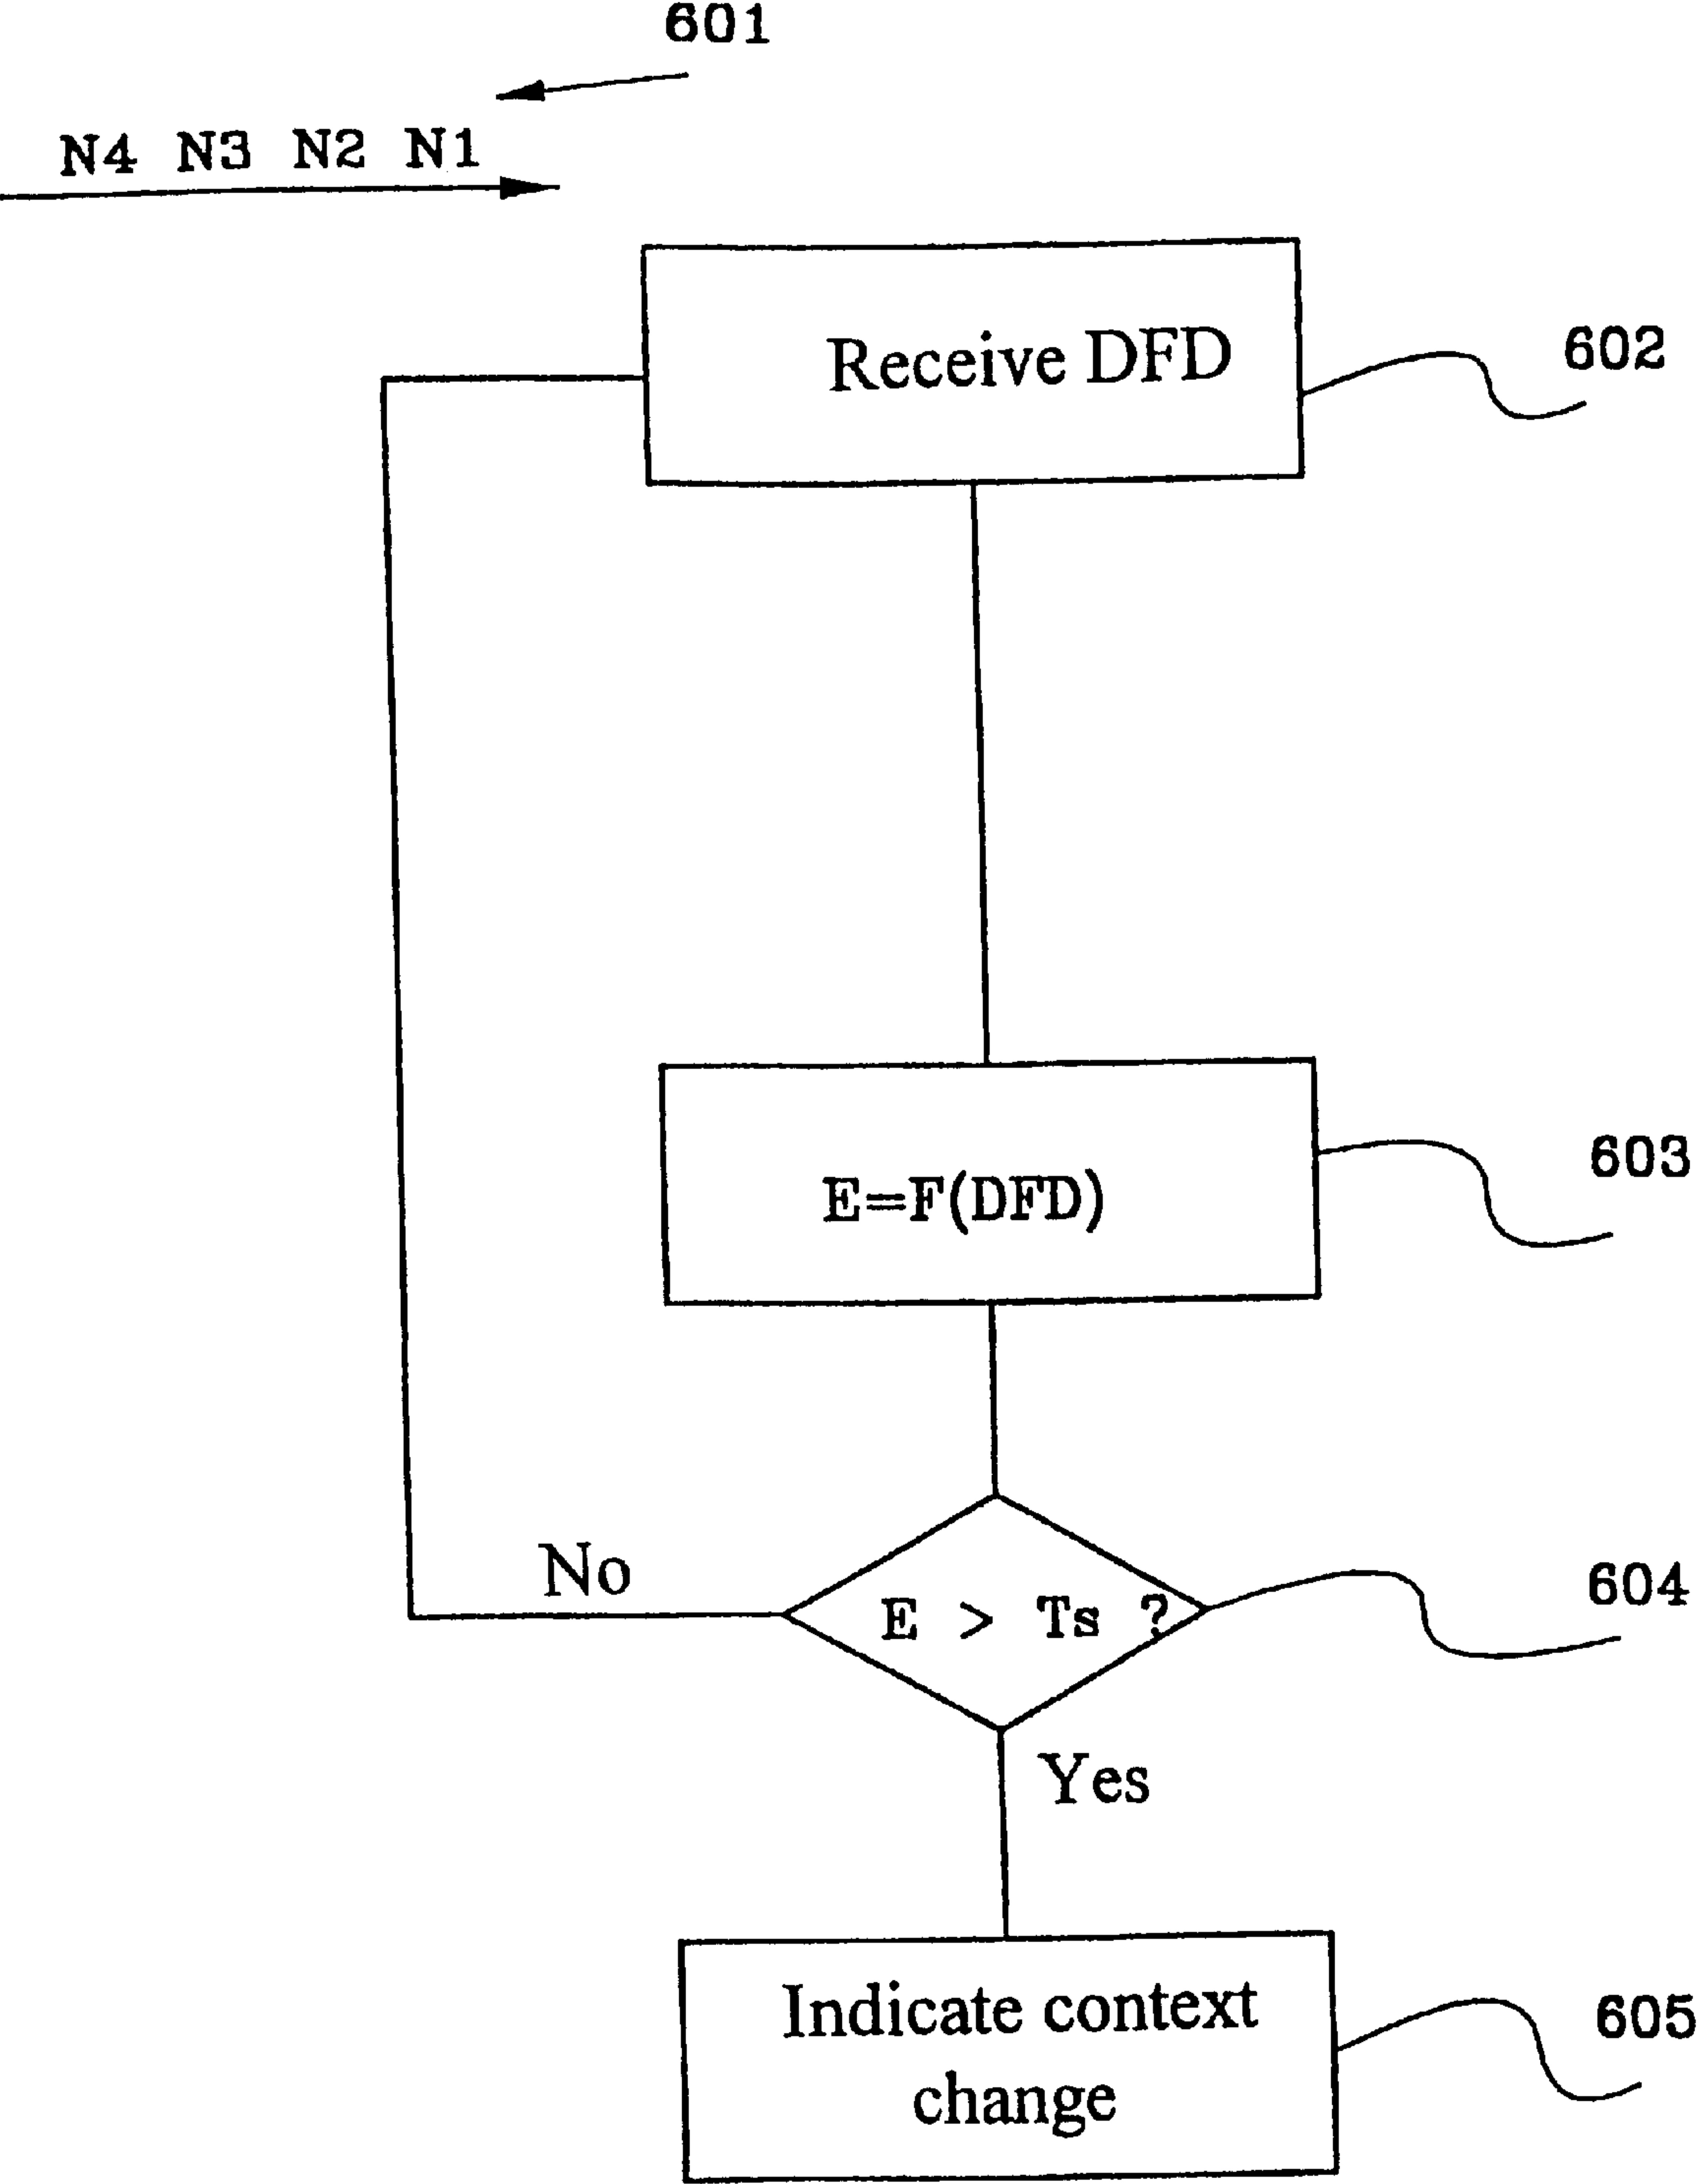 601
N4 N3 N2 N1
Receive DFD
602
E=F(DFD)
603
No
E > Ts ?
604
Yes
Indicate context
change
605